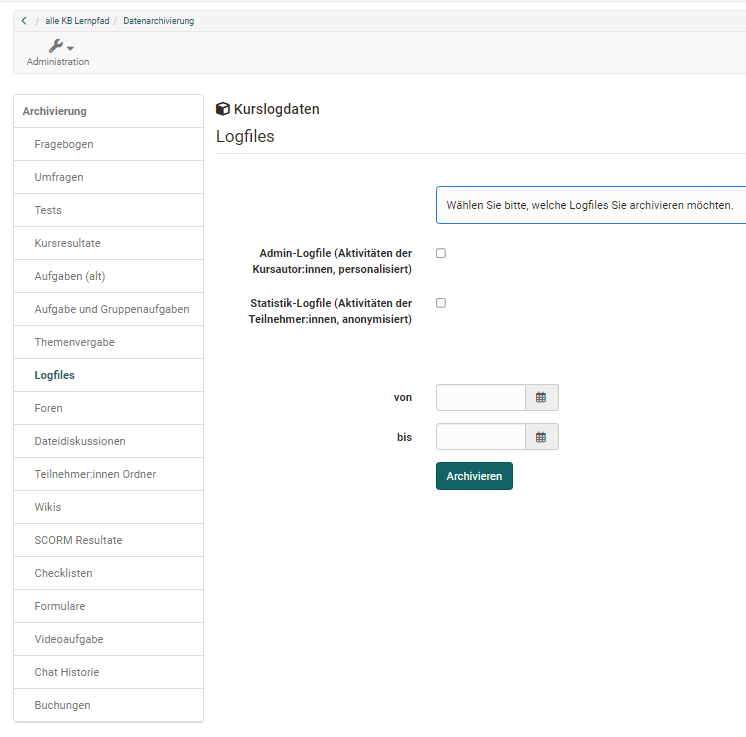 / alle KB Lernpfad / Datenarchivierung
Administration
Archivierung
Fragebogen
Umfragen
Tests
Kursresultate
Aufgaben (alt)
Aufgabe und Gruppenaufgaben
Themenvergabe
Logfiles
Foren
Dateidiskussionen
Teilnehmer:innen Ordner
Wikis
SCORM Resultate
Checklisten
Formulare
Videoaufgabe
Chat Historie
Buchungen
Kurslogdaten
Logfiles
Wählen Sie bitte, welche Logfiles Sie archivieren möchten.
Admin-Logfile (Aktivitäten der
Kursautor:innen, personalisiert)
Statistik-Logfile (Aktivitäten der
Teilnehmer:innen, anonymisiert)
von
bis
Archivieren